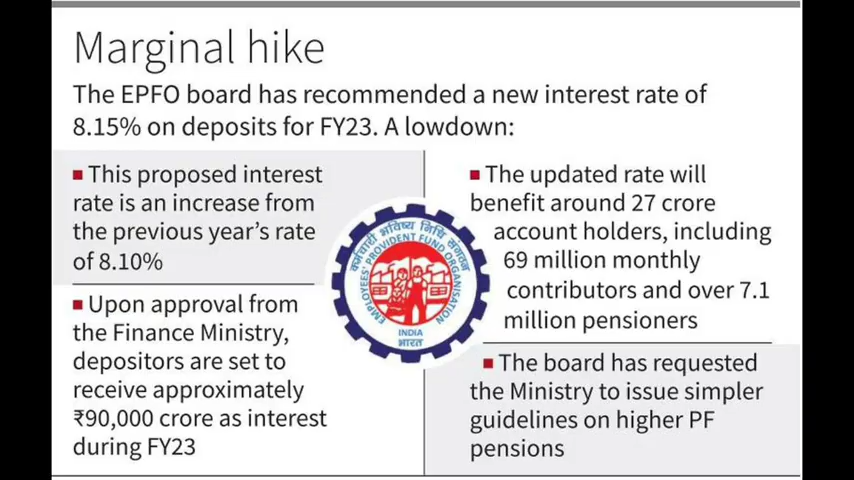 Marginal hike
The EPFO board has recommended a new interest rate of
8.15% on deposits for FY23. A lowdown:
■ This proposed interest
rate is an increase from
the previous year's rate
of 8.10%
■ Upon approval from
the Finance Ministry,
depositors are set to
receive approximately
₹90,000 crore as interest
during FY23
कर्मचारी भविष्य निधि संगठन
EMPLOYEES' PROVIDENT FUND ORGANISATION
INDIA
भारत
■ The updated rate will
benefit around 27 crore
account holders, including
69 million monthly
contributors and over 7.1
million pensioners
■ The board has requested
the Ministry to issue simpler
guidelines on higher PF
pensions